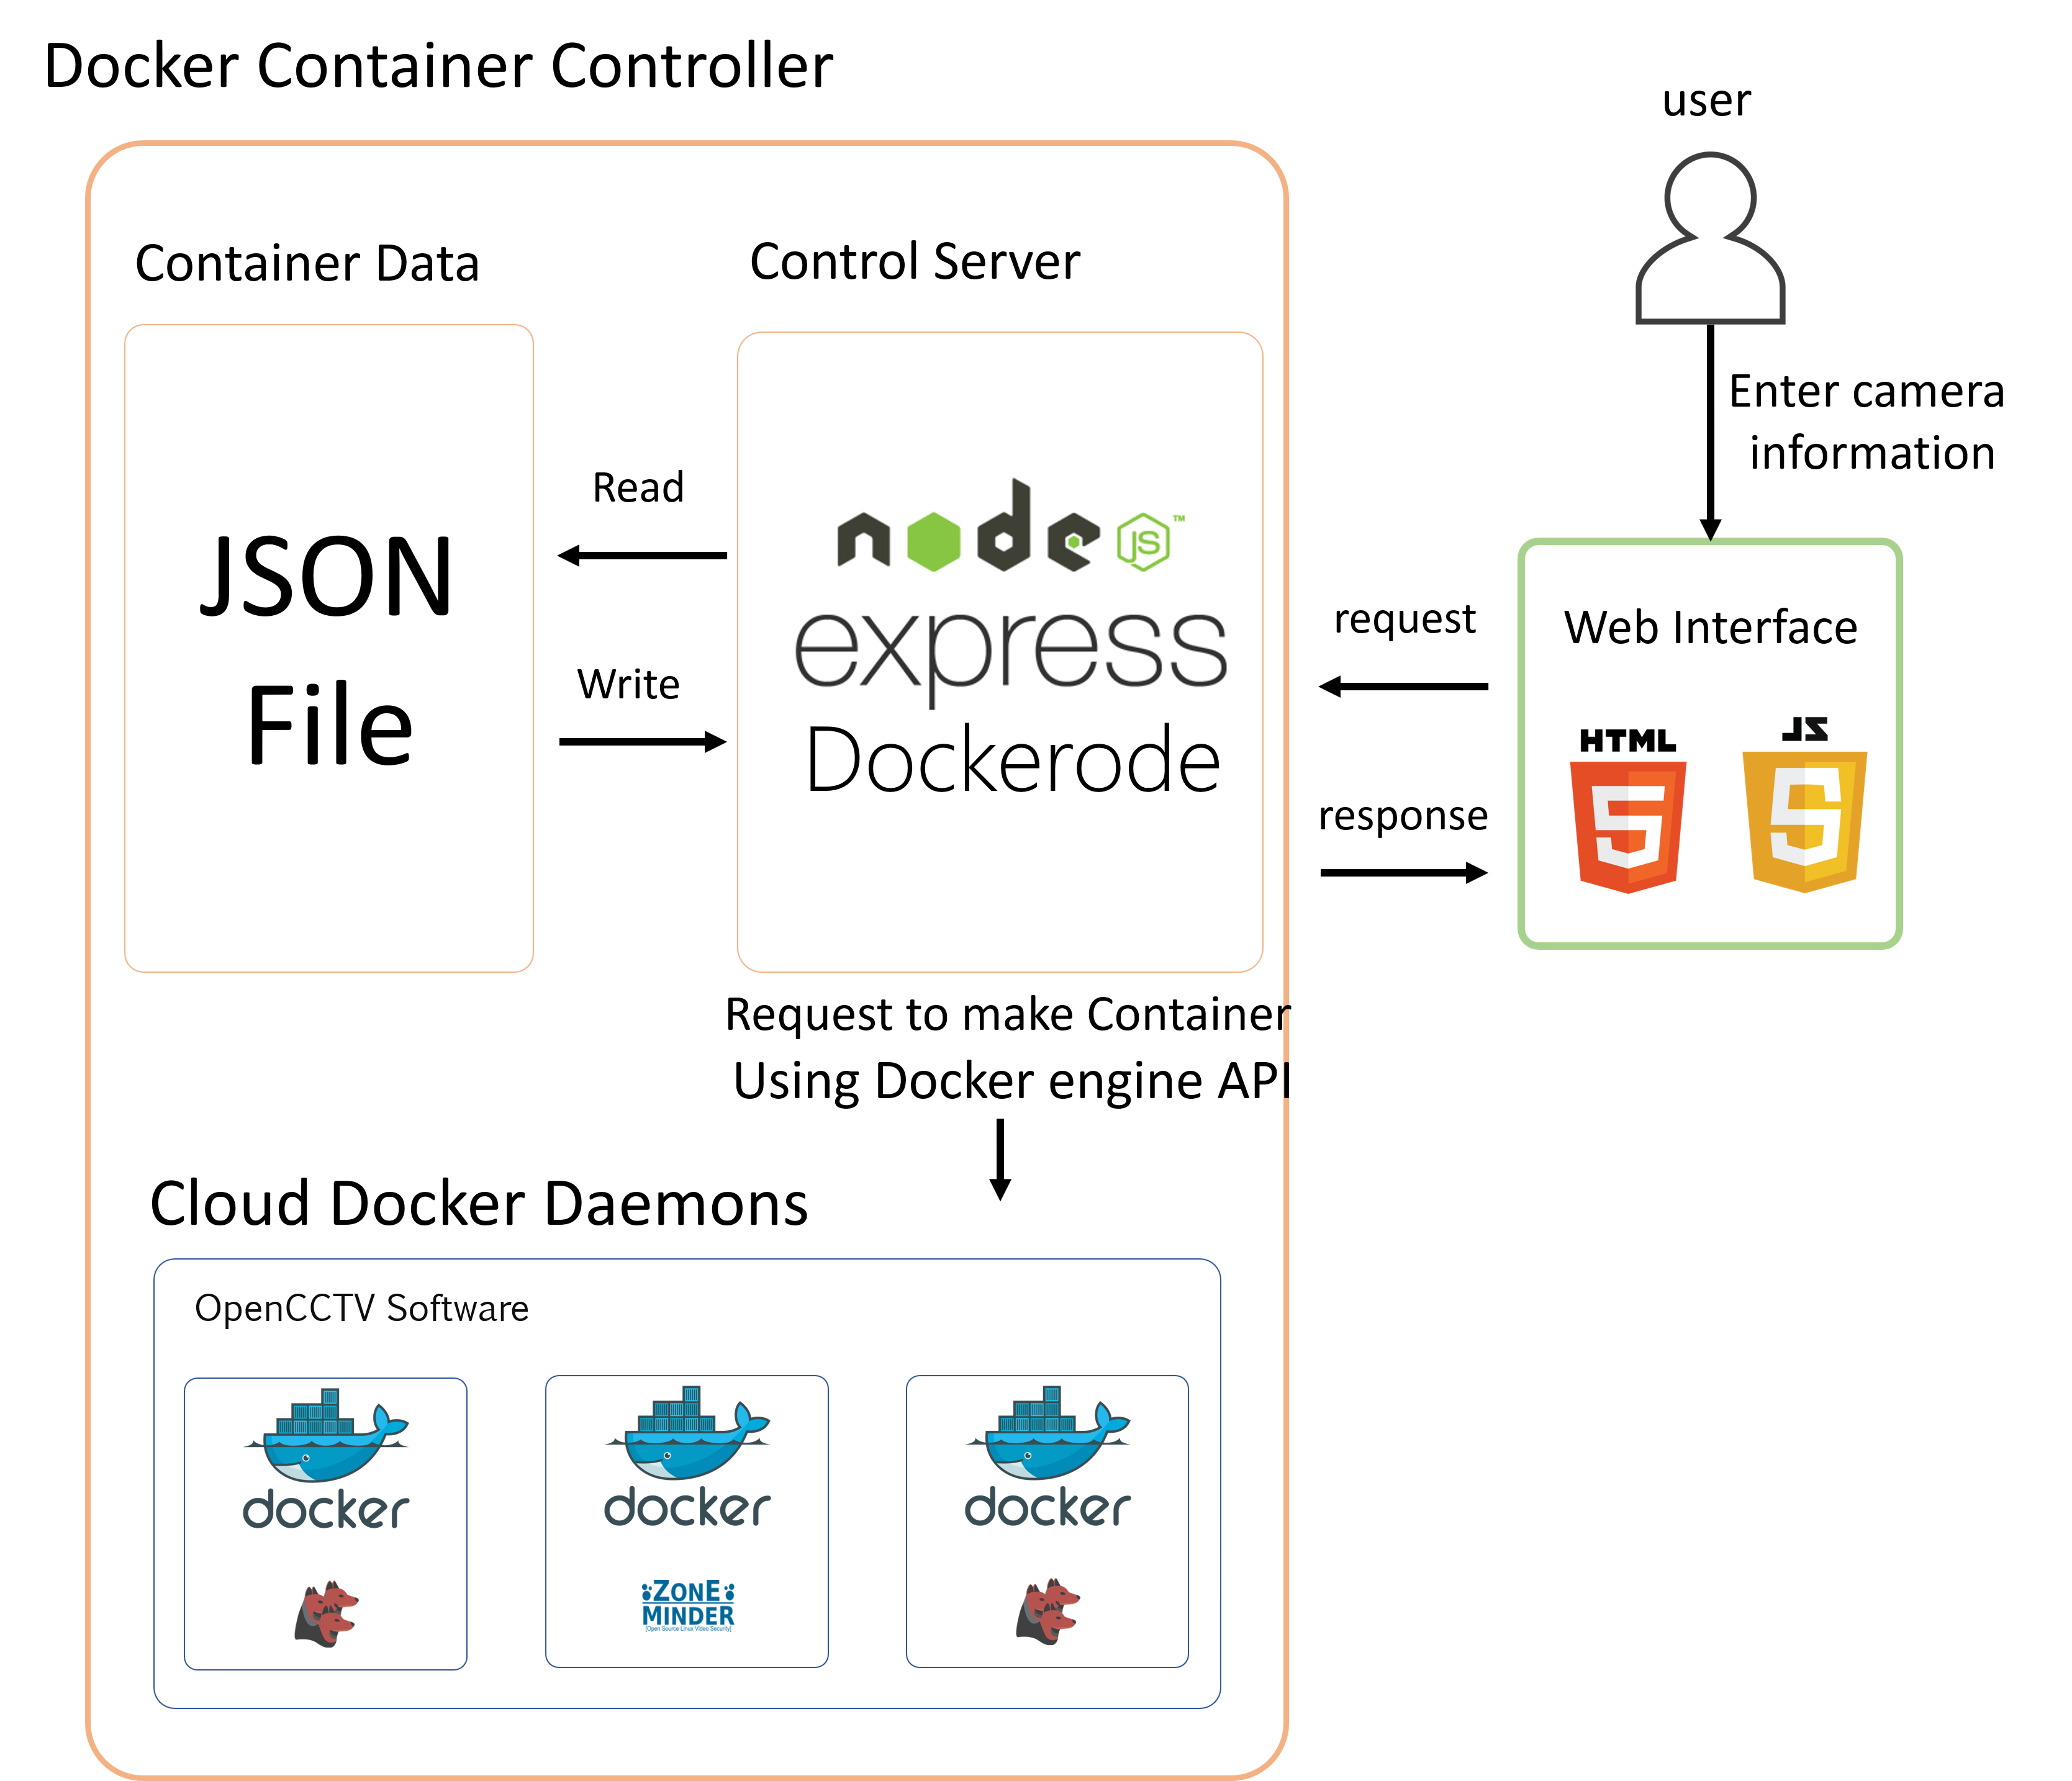 Docker Container Controller
user
Container Data
Control Server
Enter camera
information
JSON
File
Read
Write
node JS™
express
Dockerode
request
response
Web Interface
HTML
5
JS
5
Request to make Container
Using Docker engine API
Cloud Docker Daemons
OpenCCTV Software
docker
docker
docker
ZONE
MINDER
[Open Source Linux Video Security]